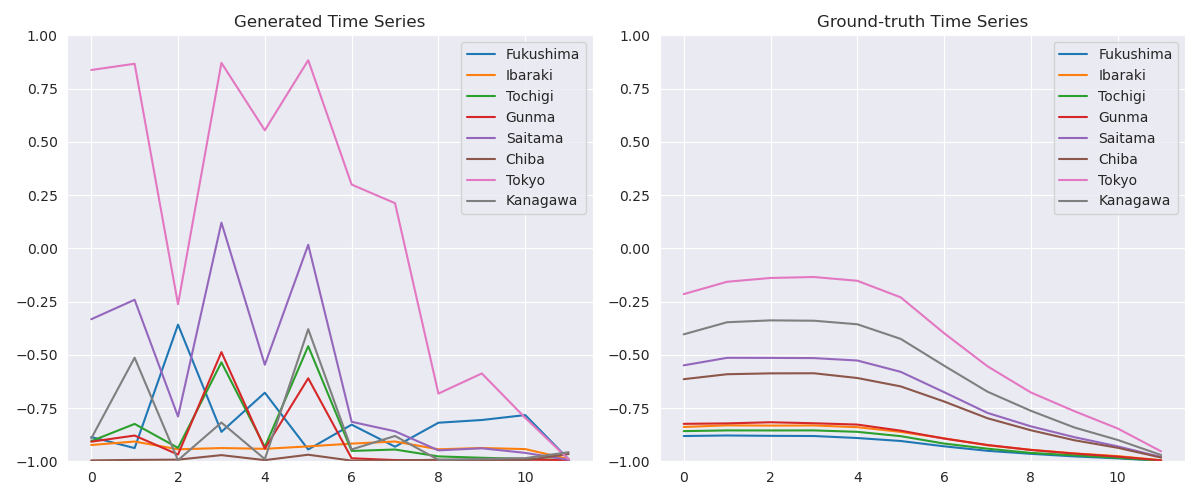 Generated Time Series
1.00
0.75
0.50
0.25
0.00
−0.25
−0.50
−0.75
−1.00
0 2 4 6 8 10
Fukushima
Ibaraki
Tochigi
Gunma
Saitama
Chiba
Tokyo
Kanagawa
Ground-truth Time Series
1.00
0.75
0.50
0.25
0.00
−0.25
−0.50
−0.75
−1.00
0 2 4 6 8 10
Fukushima
Ibaraki
Tochigi
Gunma
Saitama
Chiba
Tokyo
Kanagawa